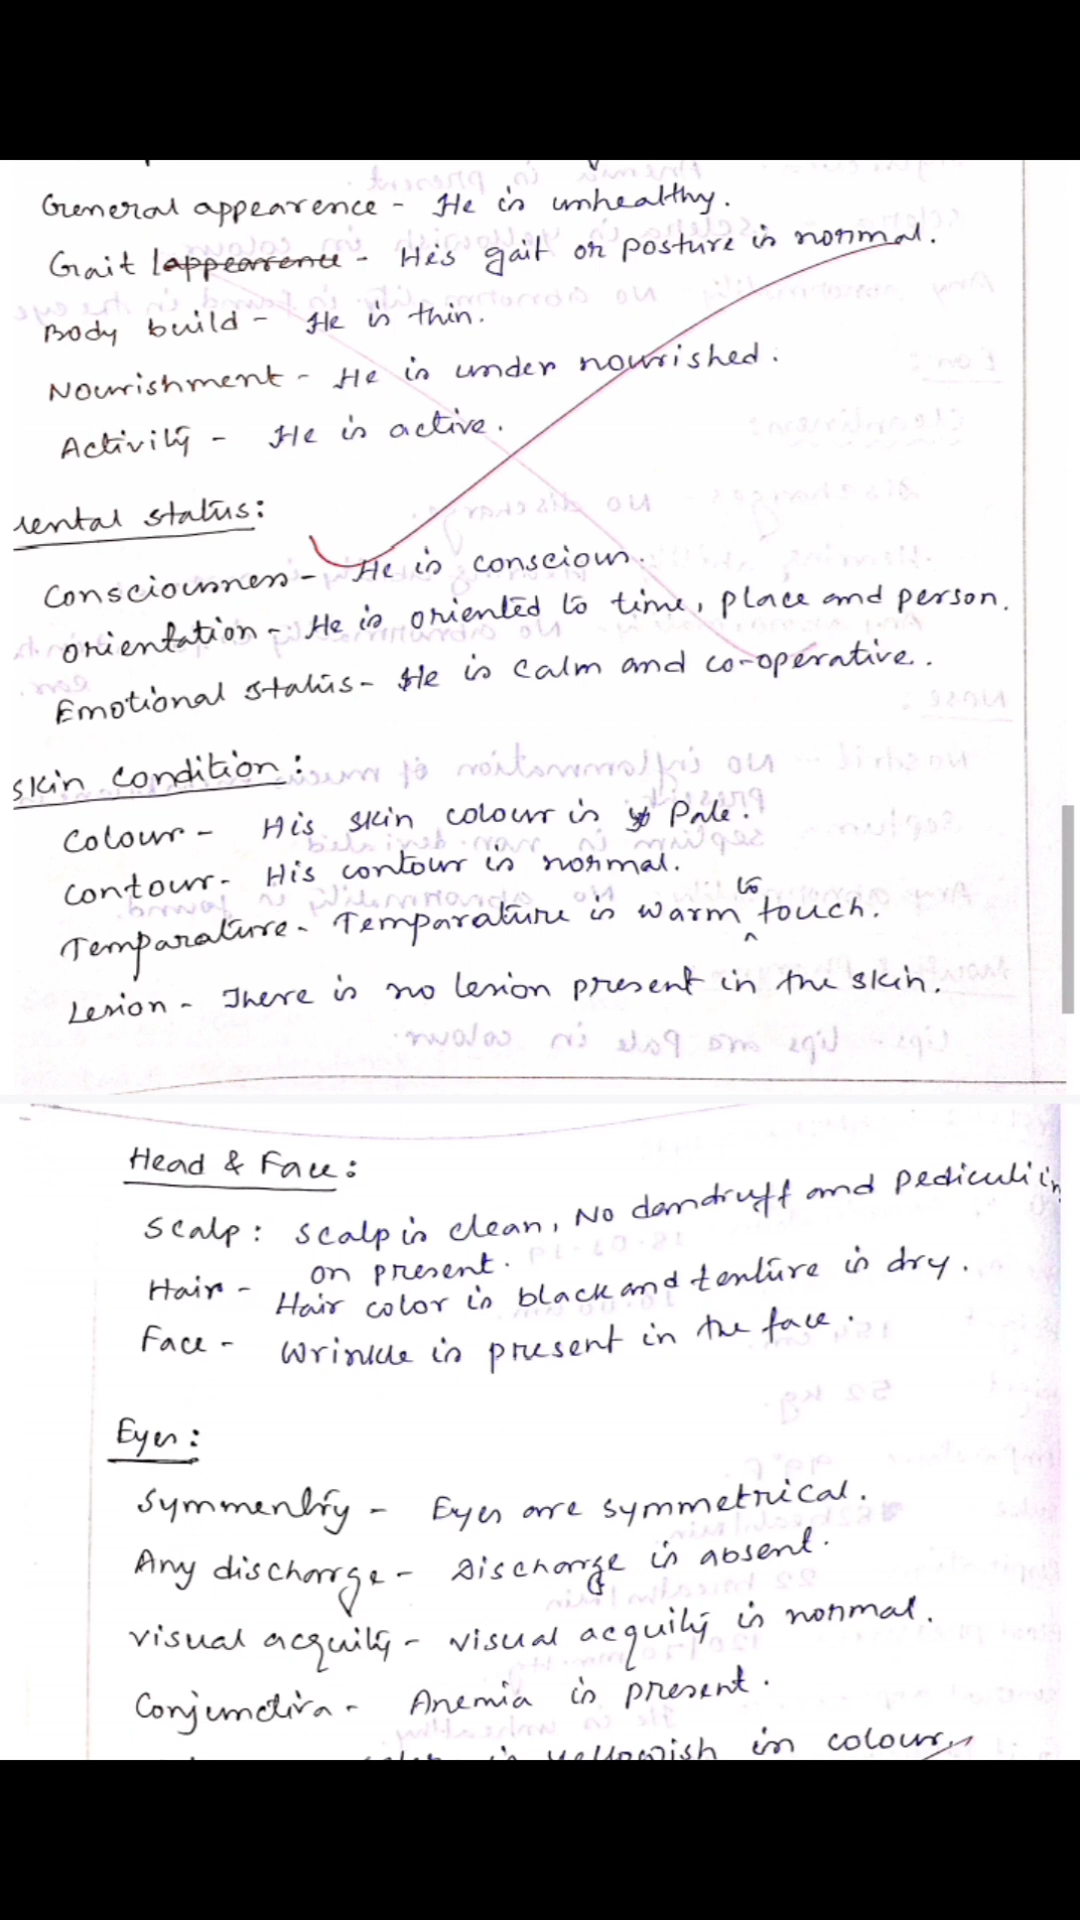 General appearence - He is unhealthy.
Gait / appearence - His gait or posture is normal.
Body build - He is thin.
Nourishment - He is under nourished.
Activity - He is active.
mental status:
Consciousness - He is conscious.
Orientation - He is oriented to time, place and person.
Emotional status - He is calm and co-operative.
Skin condition:
Colour - His skin colour is Pale.
Contour - His contour is normal.
Temparature - Temparature is warm to touch.
Lesion - There is no lesion present in the skin.
Head & Face:
Scalp: Scalp is clean, No dandruff and pediculi is
on present.
Hair - Hair color is black and texture is dry.
Face - Wrinkle is present in the face.
Eyes:
Symmentry - Eyes are symmetrical.
Any discharge - Discharge is absent.
Visual acquity - Visual acquity is normal.
Conjunctiva - Anemia is present.
is yellowish in colour.